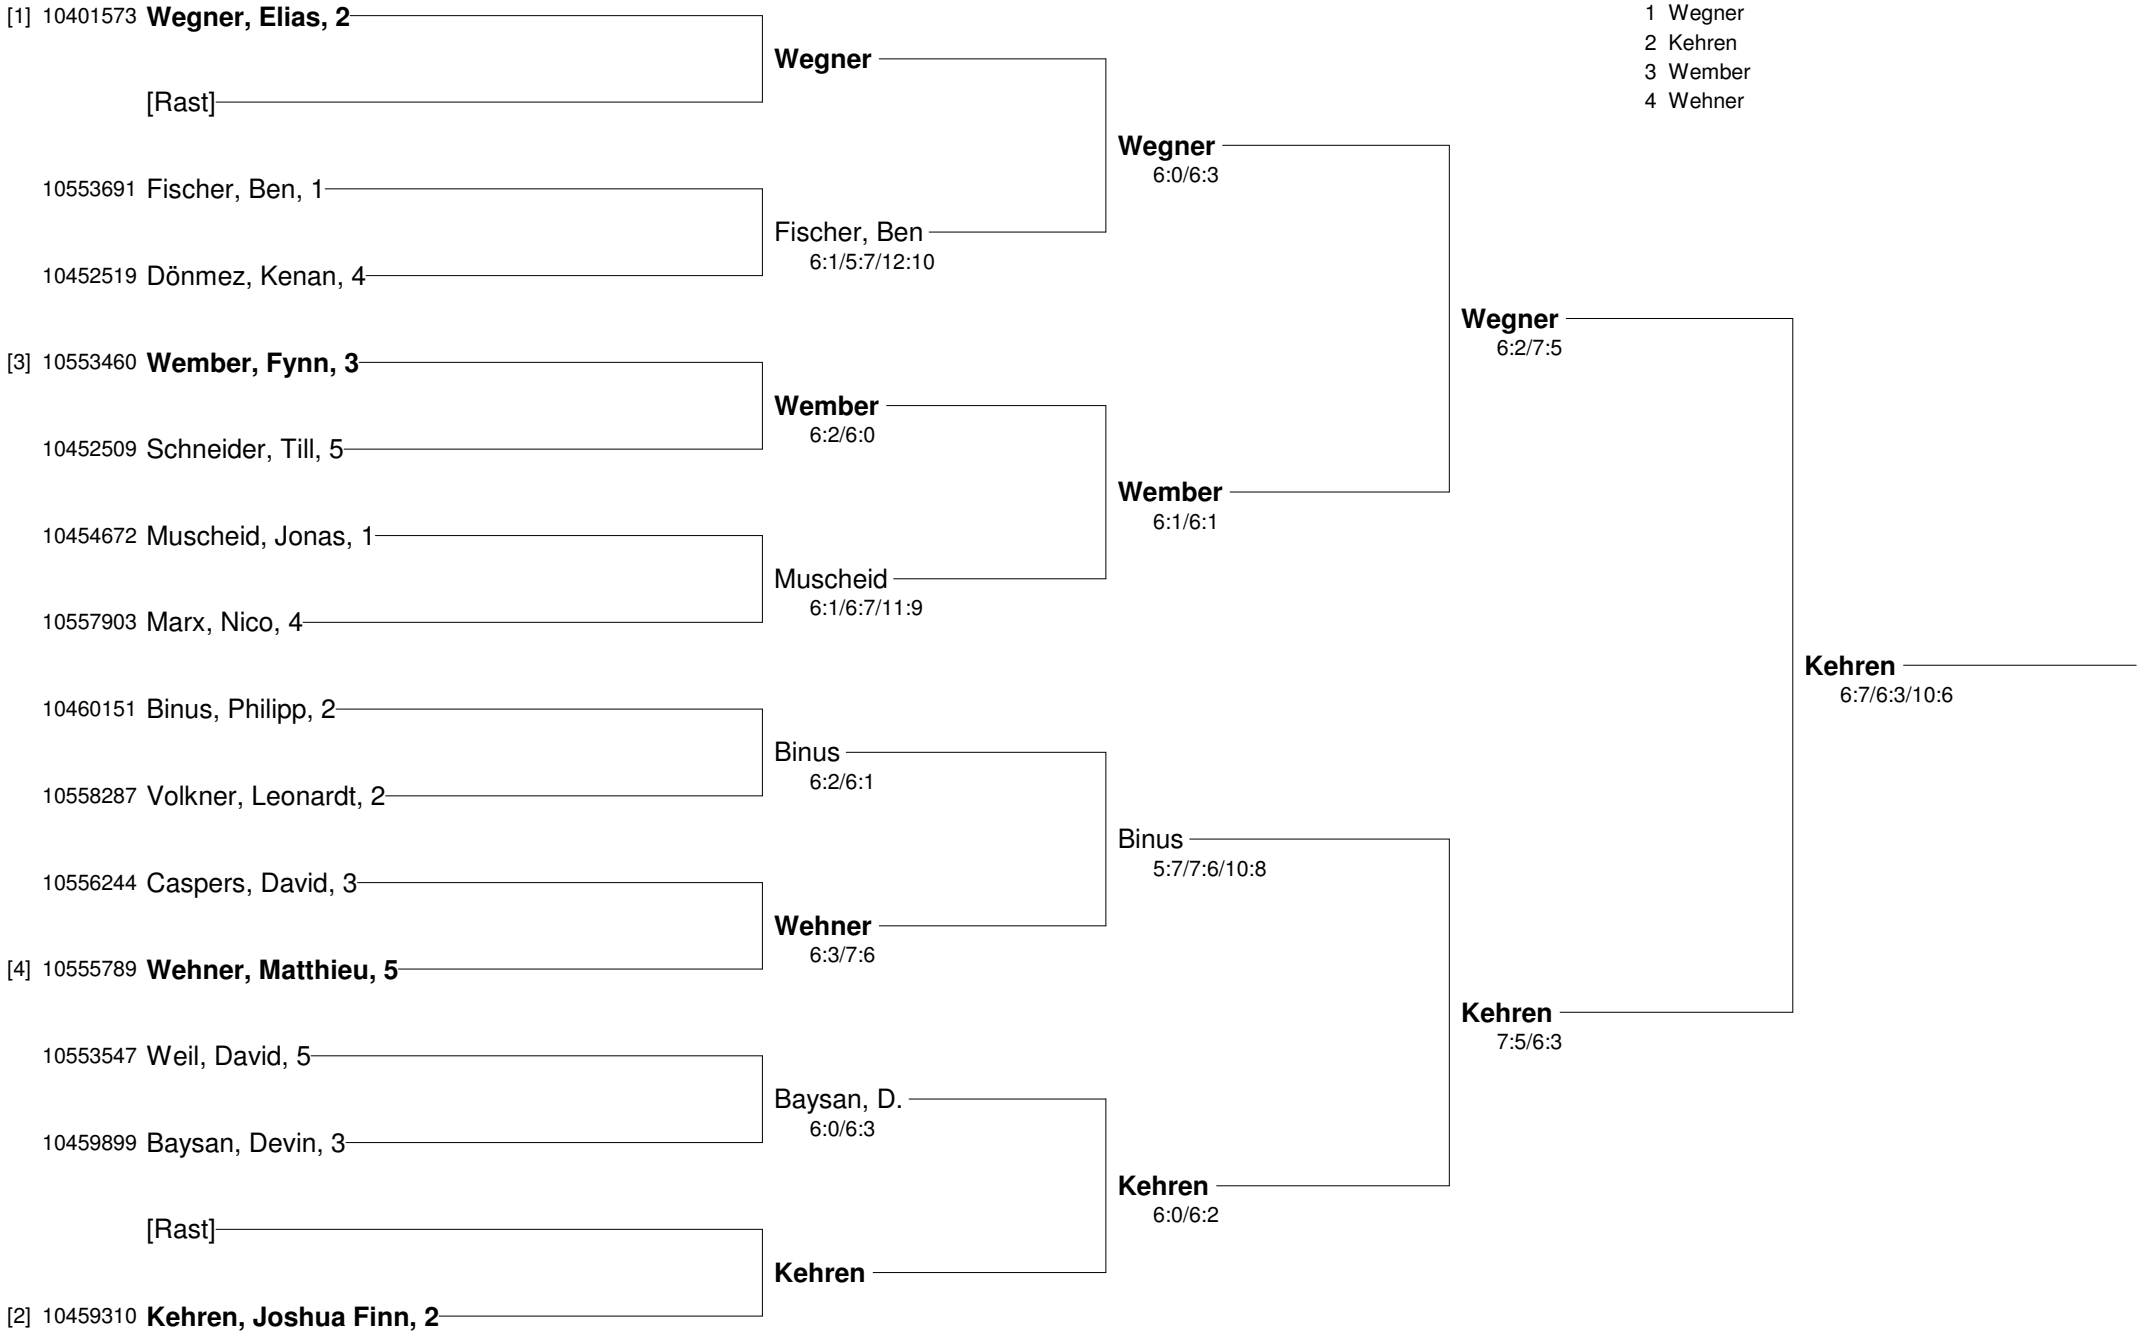 [1] 10401573 Wegner, Elias, 2
1 Wegner
2 Kehren
3 Wember
4 Wehner
Wegner
[Rast]
Wegner
6:0/6:3
10553691 Fischer, Ben, 1
Fischer, Ben
6:1/5:7/12:10
10452519 Dönmez, Kenan, 4
Wegner
6:2/7:5
[3] 10553460 Wember, Fynn, 3
Wember
6:2/6:0
10452509 Schneider, Till, 5
Wember
6:1/6:1
10454672 Muscheid, Jonas, 1
Muscheid
6:1/6:7/11:9
10557903 Marx, Nico, 4
Kehren
6:7/6:3/10:6
10460151 Binus, Philipp, 2
Binus
6:2/6:1
10558287 Volkner, Leonardt, 2
Binus
5:7/7:6/10:8
10556244 Caspers, David, 3
Wehner
6:3/7:6
[4] 10555789 Wehner, Matthieu, 5
Kehren
7:5/6:3
10553547 Weil, David, 5
Baysan, D.
6:0/6:3
10459899 Baysan, Devin, 3
Kehren
6:0/6:2
[Rast]
Kehren
[2] 10459310 Kehren, Joshua Finn, 2